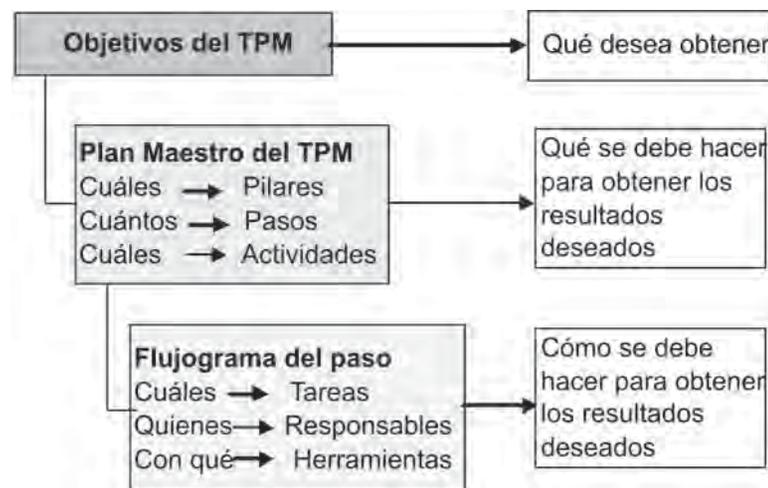 Objetivos del TPM
Qué desea obtener
Plan Maestro del TPM
Cuáles → Pilares
Cuántos → Pasos
Cuáles → Actividades
Qué se debe hacer
para obtener los
resultados
deseados
Flujograma del paso
Cuáles → Tareas
Quienes → Responsables
Con qué → Herramientas
Cómo se debe
hacer para obtener
los resultados
deseados